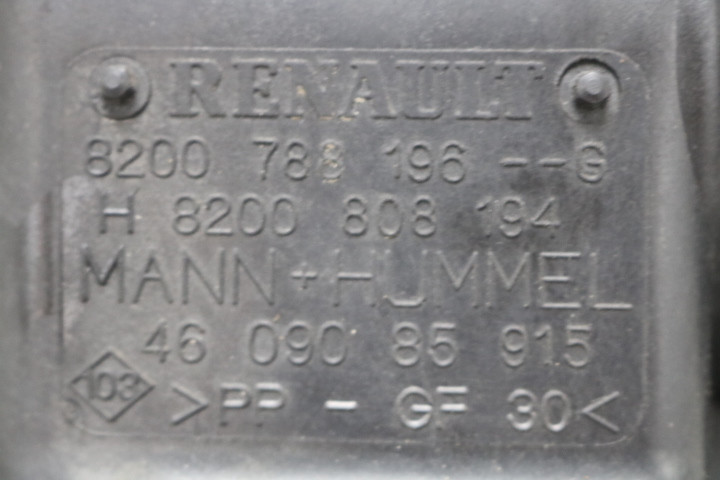 RENAULT
8200 788 196 --G
H 8200 808 194
MANN+HUMMEL
46 090 85 915
103 >PP - GF 30<